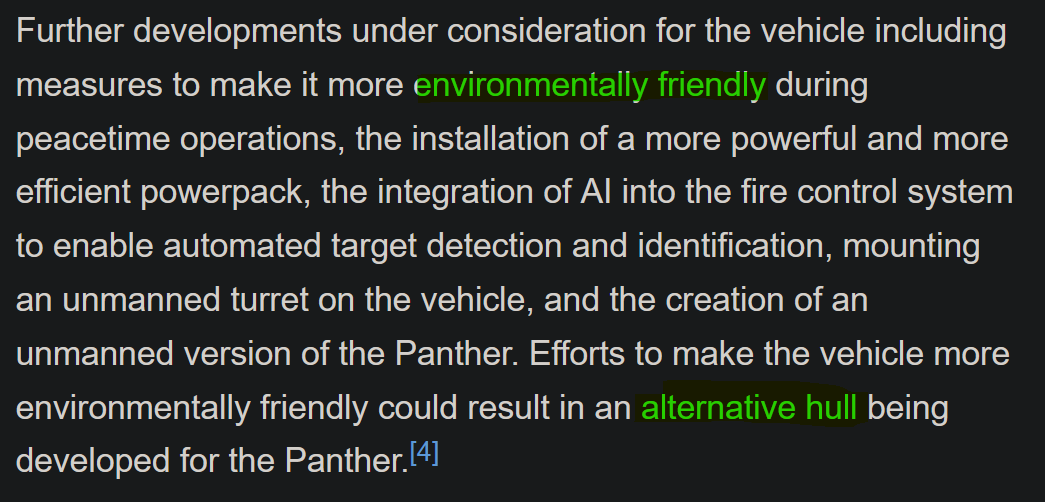 Further developments under consideration for the vehicle including
measures to make it more environmentally friendly during
peacetime operations, the installation of a more powerful and more
efficient powerpack, the integration of AI into the fire control system
to enable automated target detection and identification, mounting
an unmanned turret on the vehicle, and the creation of an
unmanned version of the Panther. Efforts to make the vehicle more
environmentally friendly could result in an alternative hull being
developed for the Panther.[4]